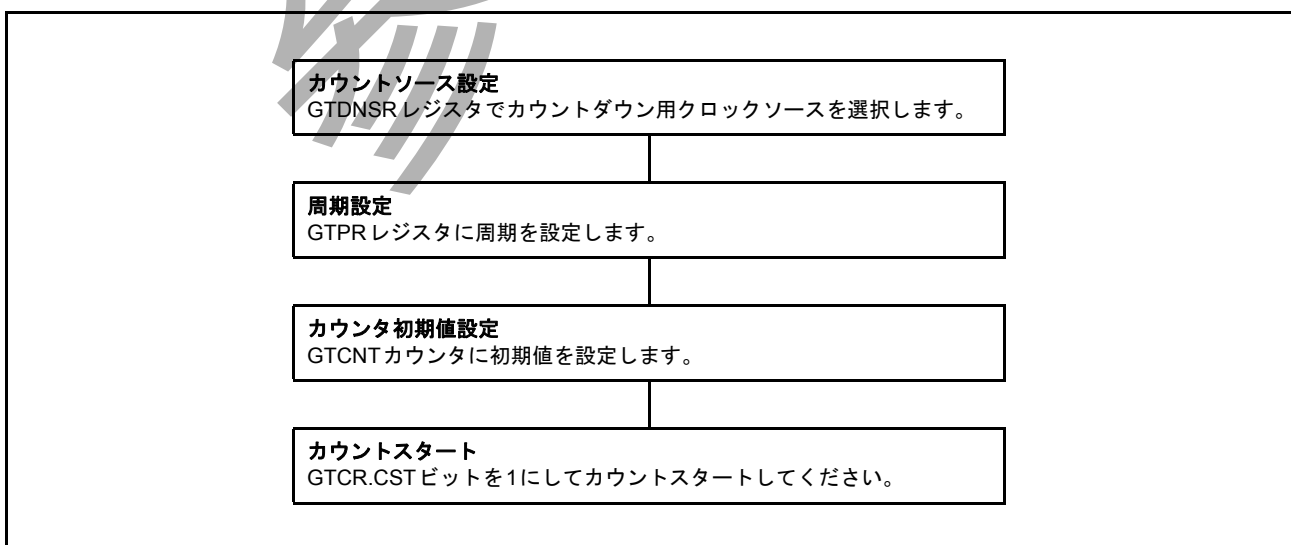 カウントソース設定
GTDNSRレジスタでカウントダウン用クロックソースを選択します。
周期設定
GTPRレジスタに周期を設定します。
カウンタ初期値設定
GTCNTカウンタに初期値を設定します。
カウントスタート
GTCR.CSTビットを1にしてカウントスタートしてください。